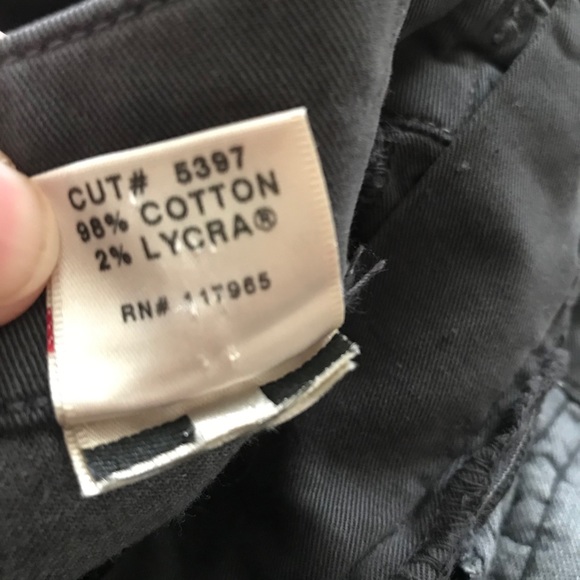 CUT# 5397
98% COTTON
2% LYCRA®
RN# 117965